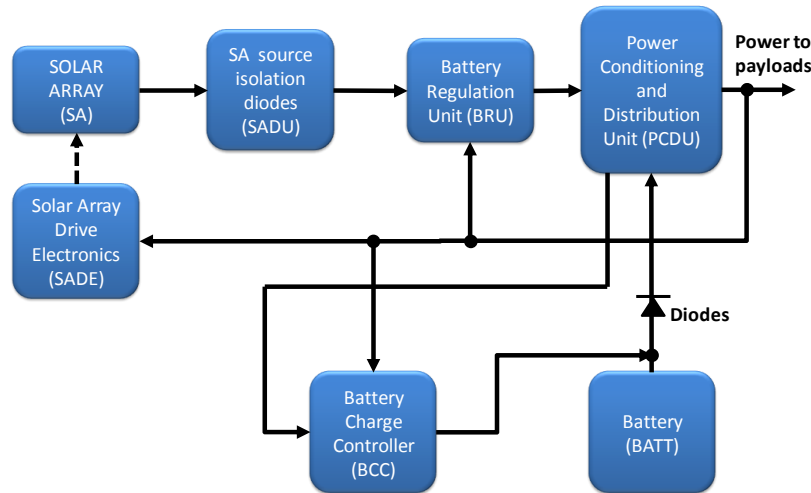 SOLAR
ARRAY
(SA)
SA source
isolation
diodes
(SADU)
Battery
Regulation
Unit (BRU)
Power
Conditioning
and
Distribution
Unit (PCDU)
Power to
payloads
Solar Array
Drive
Electronics
(SADE)
Diodes
Battery
Charge
Controller
(BCC)
Battery
(BATT)